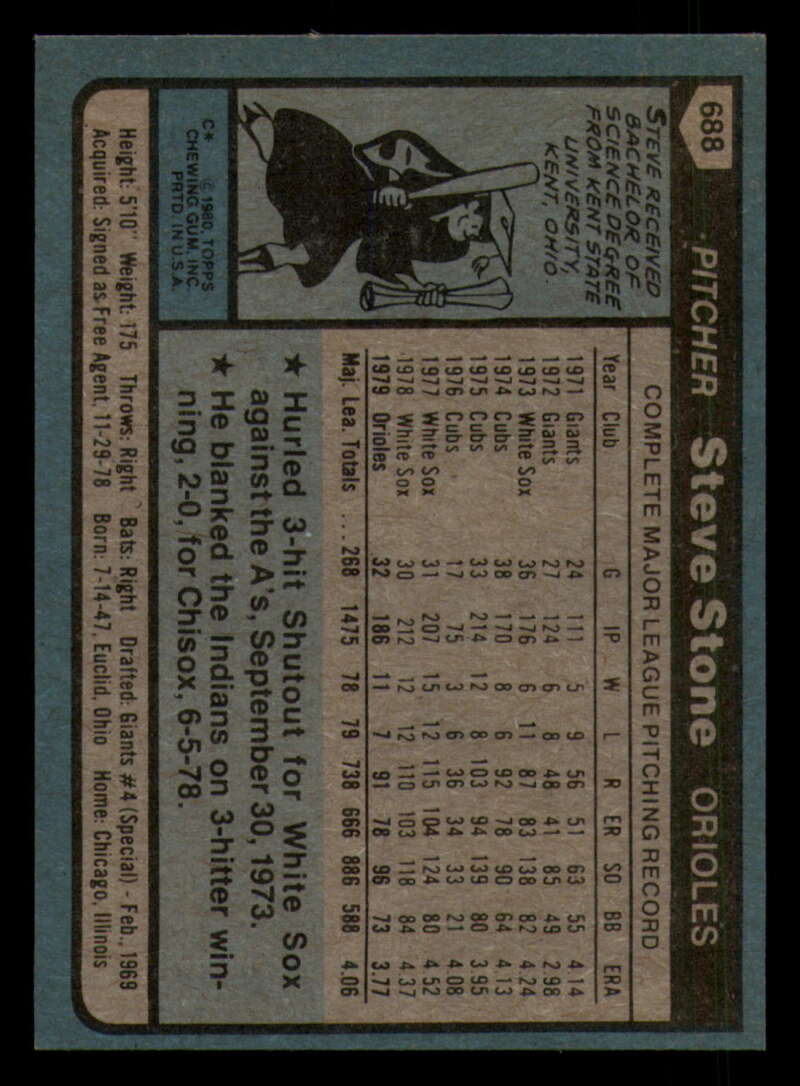 688
PITCHER Steve Stone ORIOLES
STEVE RECEIVED
BACHELOR OF
SCIENCE DEGREE
FROM KENT STATE
UNIVERSITY,
KENT, OHIO.
C* © 1980, TOPPS
CHEWING GUM, INC.
PRTD. IN U.S.A.
COMPLETE MAJOR LEAGUE PITCHING RECORD
Year Club G IP W L R ER SO BB ERA
1971 Giants 24 111 5 9 56 51 63 55 4.14
1972 Giants 27 124 6 8 48 41 85 49 2.98
1973 White Sox 36 176 6 11 87 83 138 82 4.24
1974 Cubs 38 170 8 6 92 78 90 64 4.13
1975 Cubs 33 214 12 8 103 94 139 80 3.95
1976 Cubs 17 75 3 6 36 34 33 21 4.08
1977 White Sox 31 207 15 12 115 104 124 80 4.52
1978 White Sox 30 212 12 12 110 103 118 84 4.37
1979 Orioles 32 186 11 7 91 78 96 73 3.77
Maj. Lea. Totals ... 268 1475 78 79 738 666 886 588 4.06
★ Hurled 3-hit Shutout for White Sox
against the A's, September 30, 1973.
★ He blanked the Indians on 3-hitter win-
ning, 2-0, for Chisox, 6-5-78.
Height: 5'10" Weight: 175 Throws: Right Bats: Right Drafted: Giants #4 (Special) - Feb., 1969
Acquired: Signed as Free Agent, 11-29-78 Born: 7-14-47, Euclid, Ohio Home: Chicago, Illinois